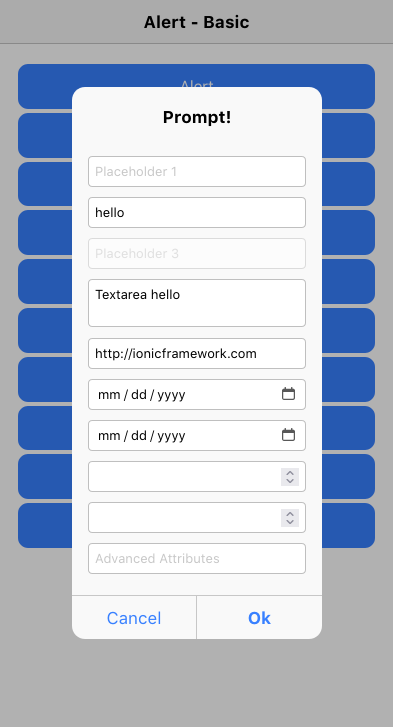 Alert - Basic
Alert
Prompt!
Placeholder 1
hello
Placeholder 3
Textarea hello
http://ionicframework.com
mm / dd / yyyy
mm / dd / yyyy
Advanced Attributes
Cancel
Ok